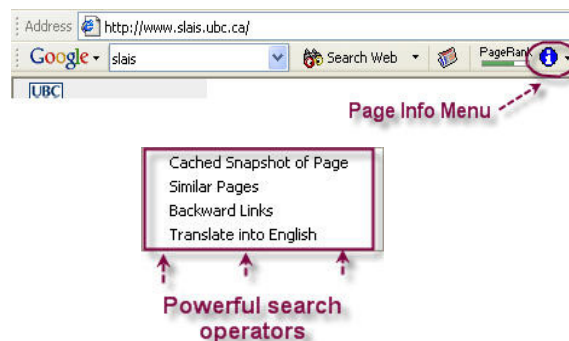 Address http://www.slais.ubc.ca/
Google slais Search Web PageRank
UBC
Page Info Menu
Cached Snapshot of Page
Similar Pages
Backward Links
Translate into English
Powerful search
operators